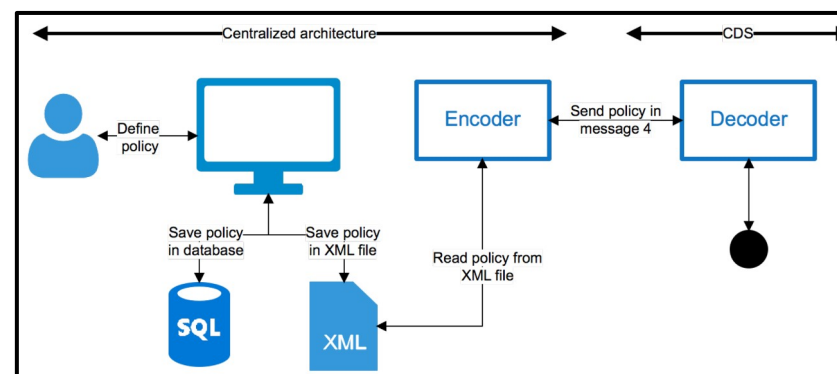 Centralized architecture
CDS
Define
policy
Encoder
Send policy in
message 4
Decoder
Save policy
in database
Save policy
in XML file
Read policy from
XML file
SQL
XML